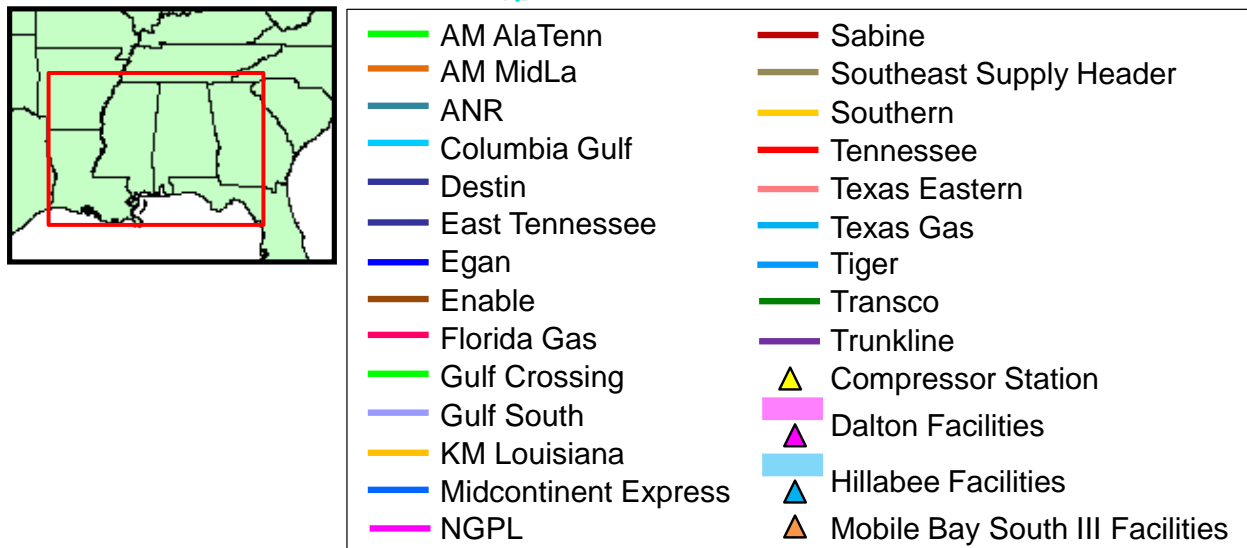 AM AlaTenn
AM MidLa
ANR
Columbia Gulf
Destin
East Tennessee
Egan
Enable
Florida Gas
Gulf Crossing
Gulf South
KM Louisiana
Midcontinent Express
NGPL
Sabine
Southeast Supply Header
Southern
Tennessee
Texas Eastern
Texas Gas
Tiger
Transco
Trunkline
Compressor Station
Dalton Facilities
Hillabee Facilities
Mobile Bay South III Facilities